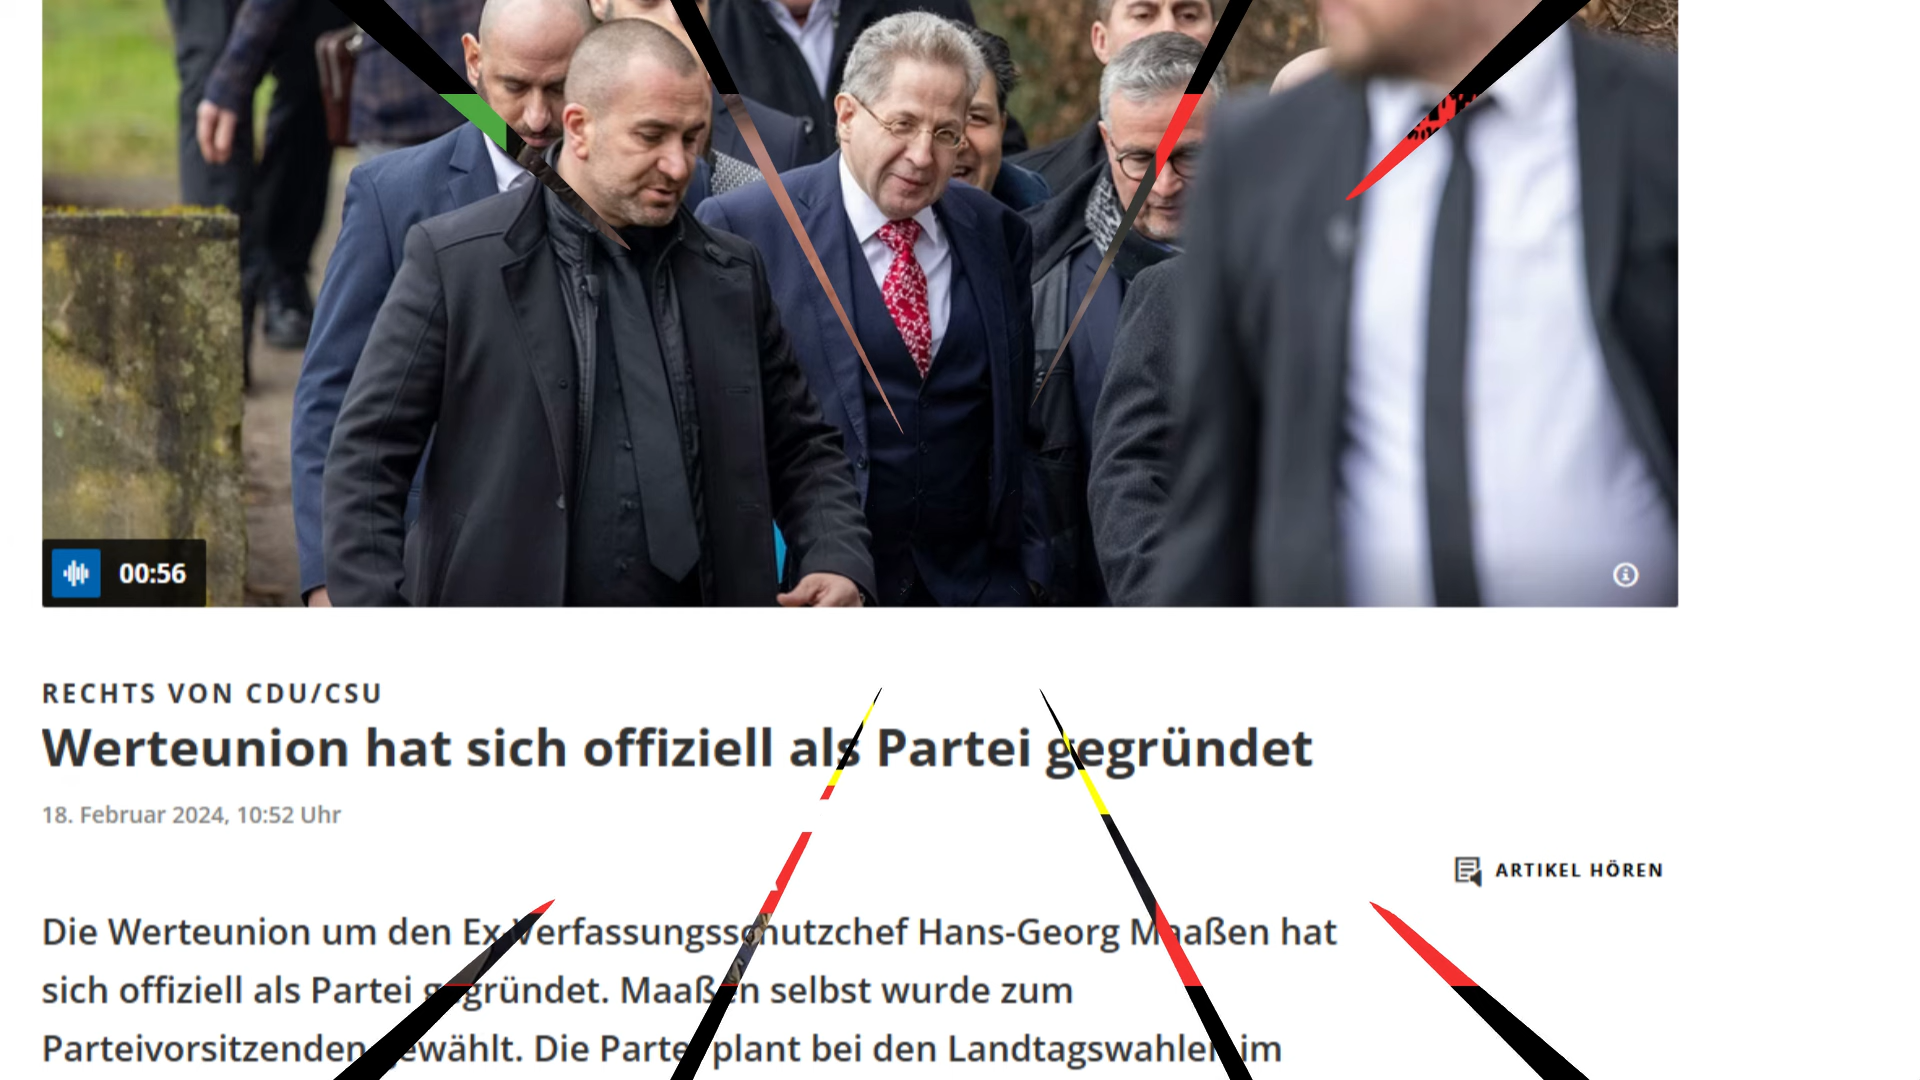 00:56
RECHTS VON CDU/CSU
Werteunion hat sich offiziell als Partei gegründet
18. Februar 2024, 10:52 Uhr
ARTIKEL HÖREN
Die Werteunion um den Ex-Verfassungsschutzchef Hans-Georg Maaßen hat
sich offiziell als Partei gegründet. Maaßen selbst wurde zum
Parteivorsitzenden gewählt. Die Partei plant bei den Landtagswahlen im